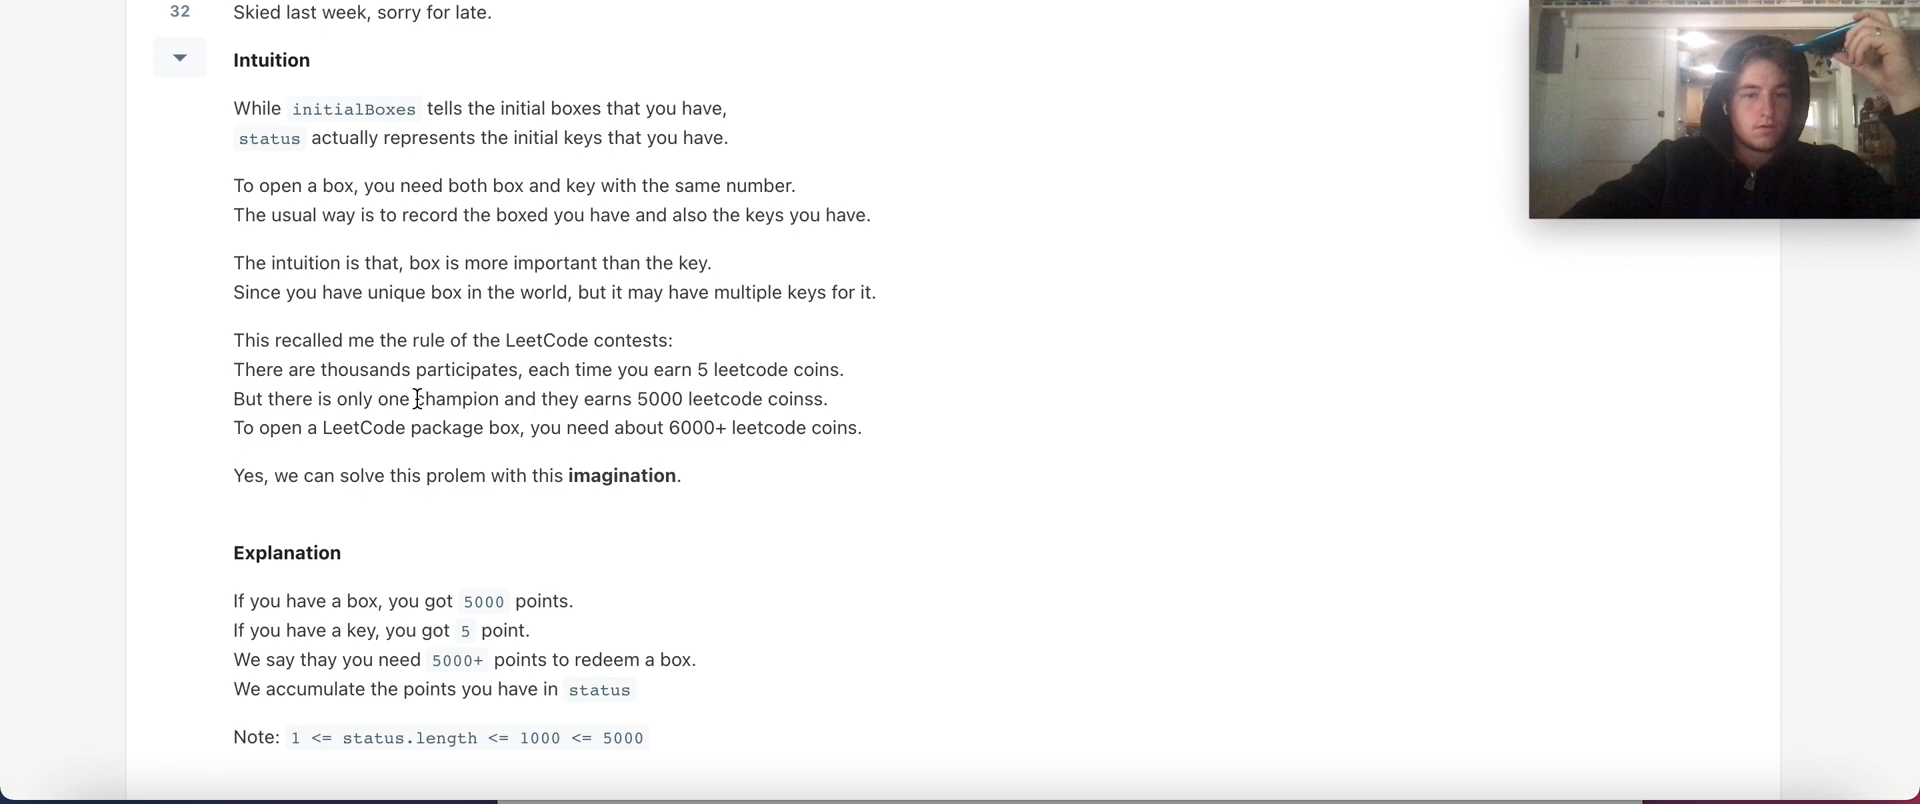 32
Skied last week, sorry for late.
Intuition
While initialBoxes tells the initial boxes that you have,
status actually represents the initial keys that you have.
To open a box, you need both box and key with the same number.
The usual way is to record the boxed you have and also the keys you have.
The intuition is that, box is more important than the key.
Since you have unique box in the world, but it may have multiple keys for it.
This recalled me the rule of the LeetCode contests:
There are thousands participates, each time you earn 5 leetcode coins.
But there is only one champion and they earns 5000 leetcode coinss.
To open a LeetCode package box, you need about 6000+ leetcode coins.
Yes, we can solve this prolem with this imagination.
Explanation
If you have a box, you got 5000 points.
If you have a key, you got 5 point.
We say thay you need 5000+ points to redeem a box.
We accumulate the points you have in status
Note: 1 <= status.length <= 1000 <= 5000